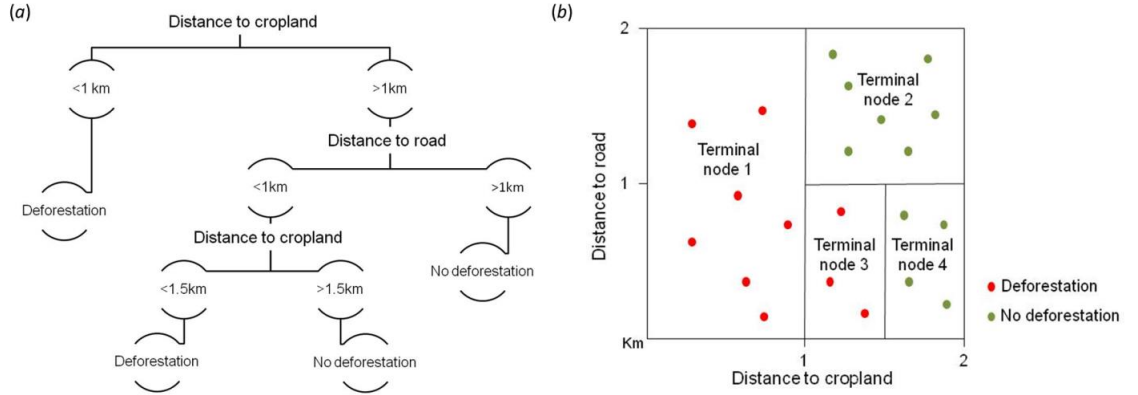 (a)
Distance to cropland
<1 km
>1km
Distance to road
<1km
>1km
Deforestation
Distance to cropland
No deforestation
<1.5km
>1.5km
Deforestation
No deforestation
(b)
2
Terminal
node 2
Terminal
node 1
Distance to road
1
Terminal
node 3
Terminal
node 4
Deforestation
No deforestation
Km
1
2
Distance to cropland